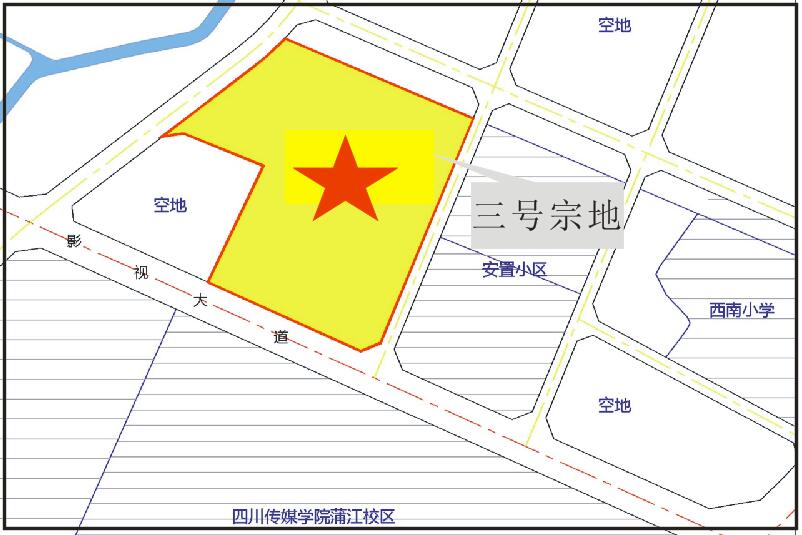 空地
三号宗地
空地
影视大道
安置小区
西南小学
空地
四川传媒学院蒲江校区